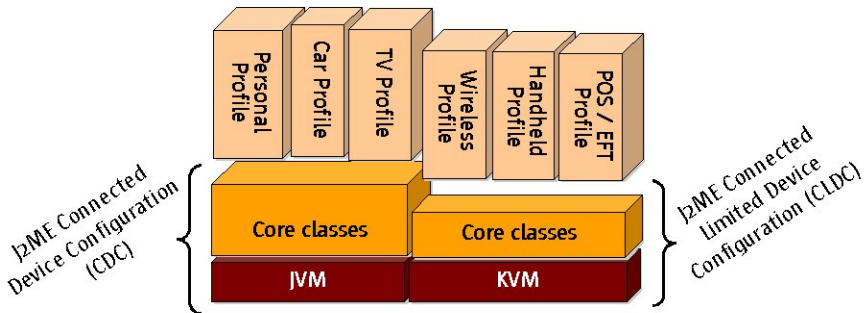 Personal
Profile
Car Profile
TV Profile
Wireless
Profile
Handheld
Profile
POS / EFT
Profile
J2ME Connected
Device Configuration
(CDC)
Core classes
Core classes
J2ME Connected
Limited Device
Configuration (CLDC)
JVM
KVM